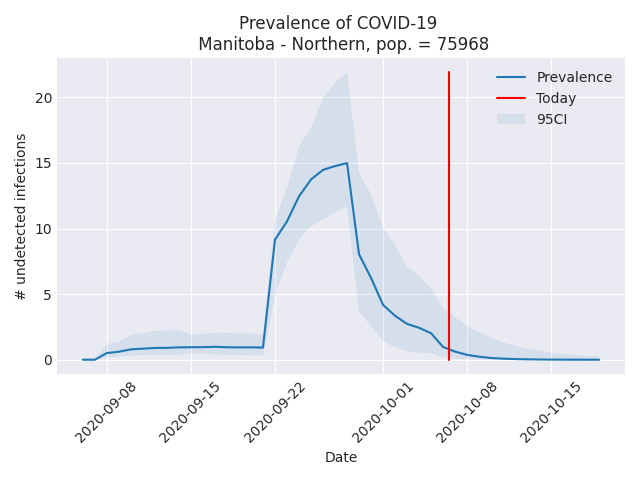 Prevalence of COVID-19
Manitoba - Northern, pop. = 75968
Prevalence
Today
95CI
# undetected infections
20
15
10
5
0
2020-09-08
2020-09-15
2020-09-22
2020-10-01
2020-10-08
2020-10-15
Date